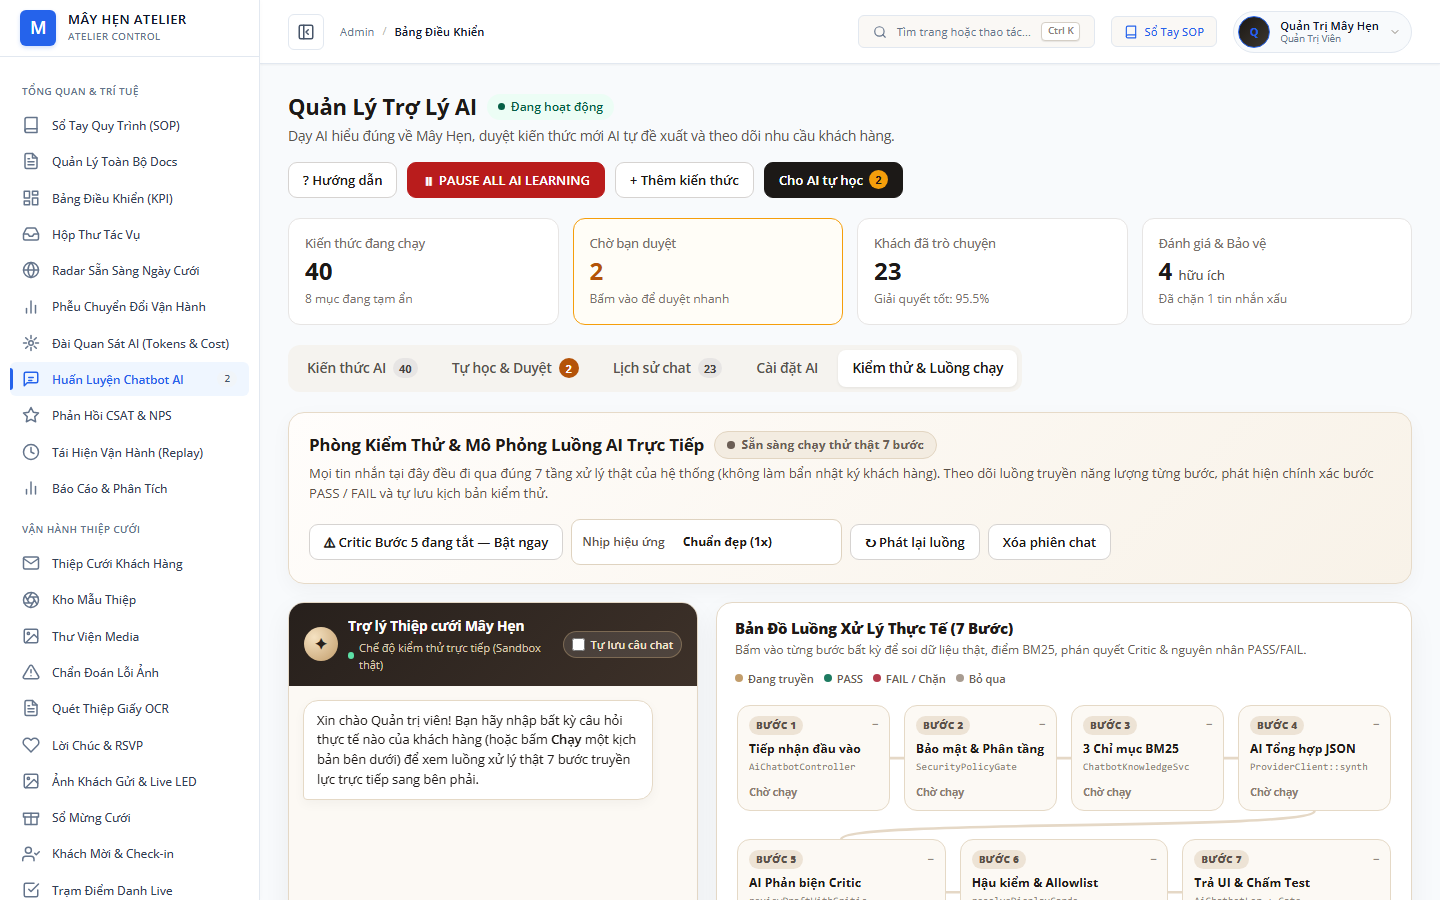 M
MÂY HẸN ATELIER
ATELIER CONTROL
Admin / Bảng Điều Khiển
Tìm trang hoặc thao tác...
Ctrl K
Sổ Tay SOP
Q
Quản Trị Mây Hẹn
Quản Trị Viên
TỔNG QUAN & TRÍ TUỆ
Sổ Tay Quy Trình (SOP)
Quản Lý Toàn Bộ Docs
Bảng Điều Khiển (KPI)
Hộp Thư Tác Vụ
Radar Sẵn Sàng Ngày Cưới
Phễu Chuyển Đổi Vận Hành
Đài Quan Sát AI (Tokens & Cost)
Huấn Luyện Chatbot AI 2
Phản Hồi CSAT & NPS
Tái Hiện Vận Hành (Replay)
Báo Cáo & Phân Tích
VẬN HÀNH THIỆP CƯỚI
Thiệp Cưới Khách Hàng
Kho Mẫu Thiệp
Thư Viện Media
Chẩn Đoán Lỗi Ảnh
Quét Thiệp Giấy OCR
Lời Chúc & RSVP
Ảnh Khách Gửi & Live LED
Sổ Mừng Cưới
Khách Mời & Check-in
Trạm Điểm Danh Live
Quản Lý Trợ Lý AI
Đang hoạt động
Dạy AI hiểu đúng về Mây Hẹn, duyệt kiến thức mới AI tự đề xuất và theo dõi nhu cầu khách hàng.
? Hướng dẫn
⏸ PAUSE ALL AI LEARNING
+ Thêm kiến thức
Cho AI tự học 2
Kiến thức đang chạy
40
8 mục đang tạm ẩn
Chờ bạn duyệt
2
Bấm vào để duyệt nhanh
Khách đã trò chuyện
23
Giải quyết tốt: 95.5%
Đánh giá & Bảo vệ
4 hữu ích
Đã chặn 1 tin nhắn xấu
Kiến thức AI 40
Tự học & Duyệt 2
Lịch sử chat 23
Cài đặt AI
Kiểm thử & Luồng chạy
Phòng Kiểm Thử & Mô Phỏng Luồng AI Trực Tiếp
Sẵn sàng chạy thử thật 7 bước
Mọi tin nhắn tại đây đều đi qua đúng 7 tầng xử lý thật của hệ thống (không làm bẩn nhật ký khách hàng). Theo dõi luồng truyền năng lượng từng bước, phát hiện chính xác bước
PASS / FAIL và tự lưu kịch bản kiểm thử.
⚠ Critic Bước 5 đang tắt — Bật ngay
Nhịp hiệu ứng Chuẩn đẹp (1x)
↻ Phát lại luồng
Xóa phiên chat
Trợ lý Thiệp cưới Mây Hẹn
Chế độ kiểm thử trực tiếp (Sandbox
thật)
Tự lưu câu chat
Xin chào Quản trị viên! Bạn hãy nhập bất kỳ câu hỏi
thực tế nào của khách hàng (hoặc bấm Chạy một kịch
bản bên dưới) để xem luồng xử lý thật 7 bước truyền
lực trực tiếp sang bên phải.
Bản Đồ Luồng Xử Lý Thực Tế (7 Bước)
Bấm vào từng bước bất kỳ để soi dữ liệu thật, điểm BM25, phán quyết Critic & nguyên nhân PASS/FAIL.
Đang truyền
PASS
FAIL / Chặn
Bỏ qua
BƯỚC 1 –
Tiếp nhận đầu vào
AiChatbotController
Chờ chạy
BƯỚC 2 –
Bảo mật & Phân tầng
SecurityPolicyGate
Chờ chạy
BƯỚC 3 –
3 Chỉ mục BM25
ChatbotKnowledgeSvc
Chờ chạy
BƯỚC 4 –
AI Tổng hợp JSON
ProviderClient::synth
Chờ chạy
BƯỚC 5 –
AI Phản biện Critic
BƯỚC 6 –
Hậu kiểm & Allowlist
BƯỚC 7 –
Trả UI & Chấm Test